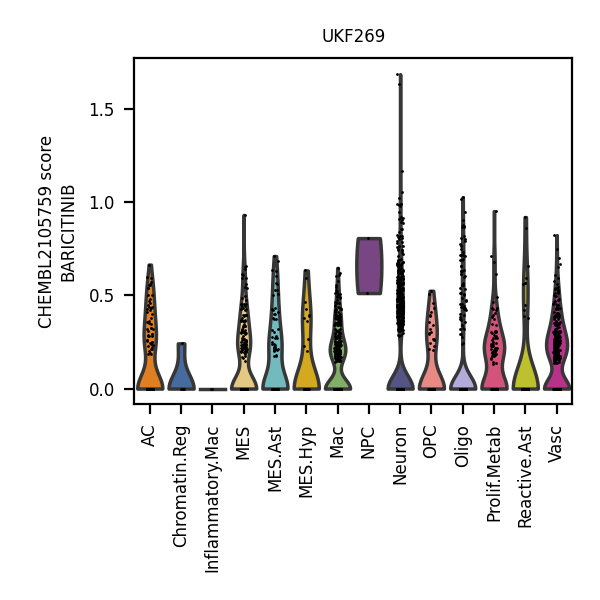 UKF269
CHEMBL2105759 score
BARICITINIB
1.5
1.0
0.5
0.0
AC
Chromatin.Reg
Inflammatory.Mac
MES
MES.Ast
MES.Hyp
Mac
NPC
Neuron
OPC
Oligo
Prolif.Metab
Reactive.Ast
Vasc